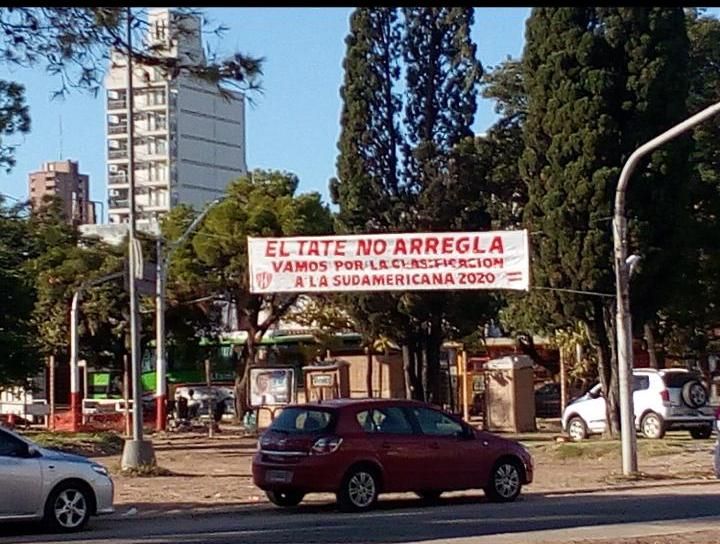 EL TATE NO ARREGLA
VAMOS POR LA CLASIFICACION
A LA SUDAMERICANA 2020